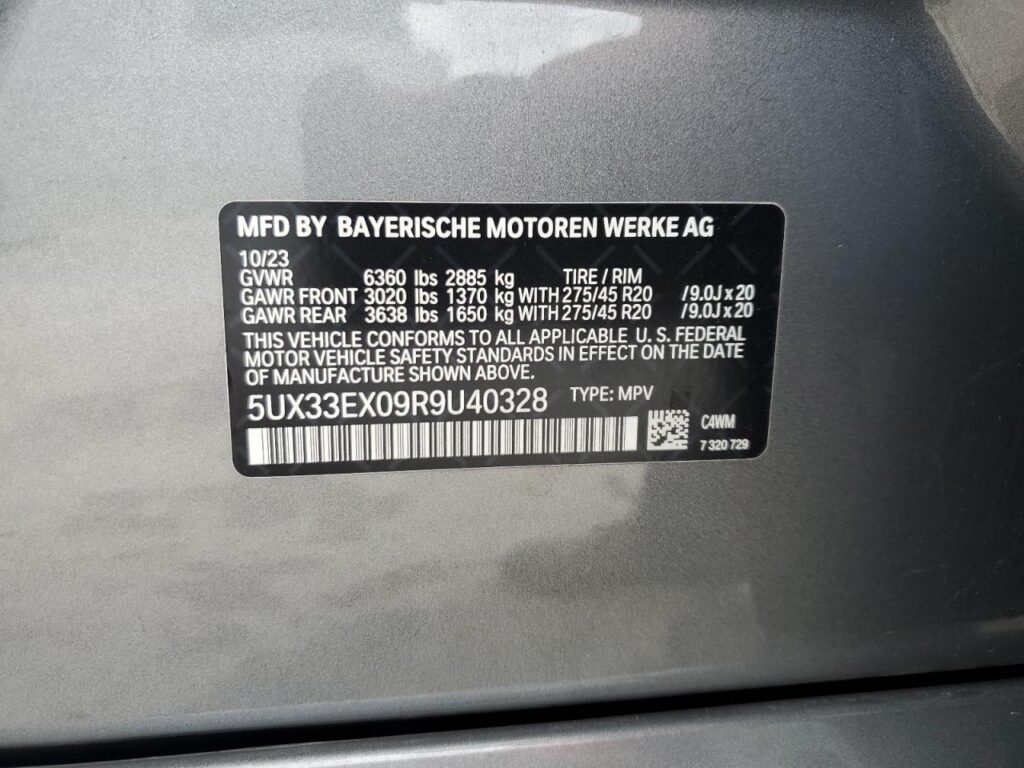 MFD BY BAYERISCHE MOTOREN WERKE AG
10/23
GVWR 6360 lbs 2885 kg TIRE / RIM
GAWR FRONT 3020 lbs 1370 kg WITH 275/45 R20 / 9.0J x 20
GAWR REAR 3638 lbs 1650 kg WITH 275/45 R20 / 9.0J x 20
THIS VEHICLE CONFORMS TO ALL APPLICABLE U. S. FEDERAL
MOTOR VEHICLE SAFETY STANDARDS IN EFFECT ON THE DATE
OF MANUFACTURE SHOWN ABOVE.
5UX33EX09R9U40328 TYPE: MPV
C4WM
7 320 729